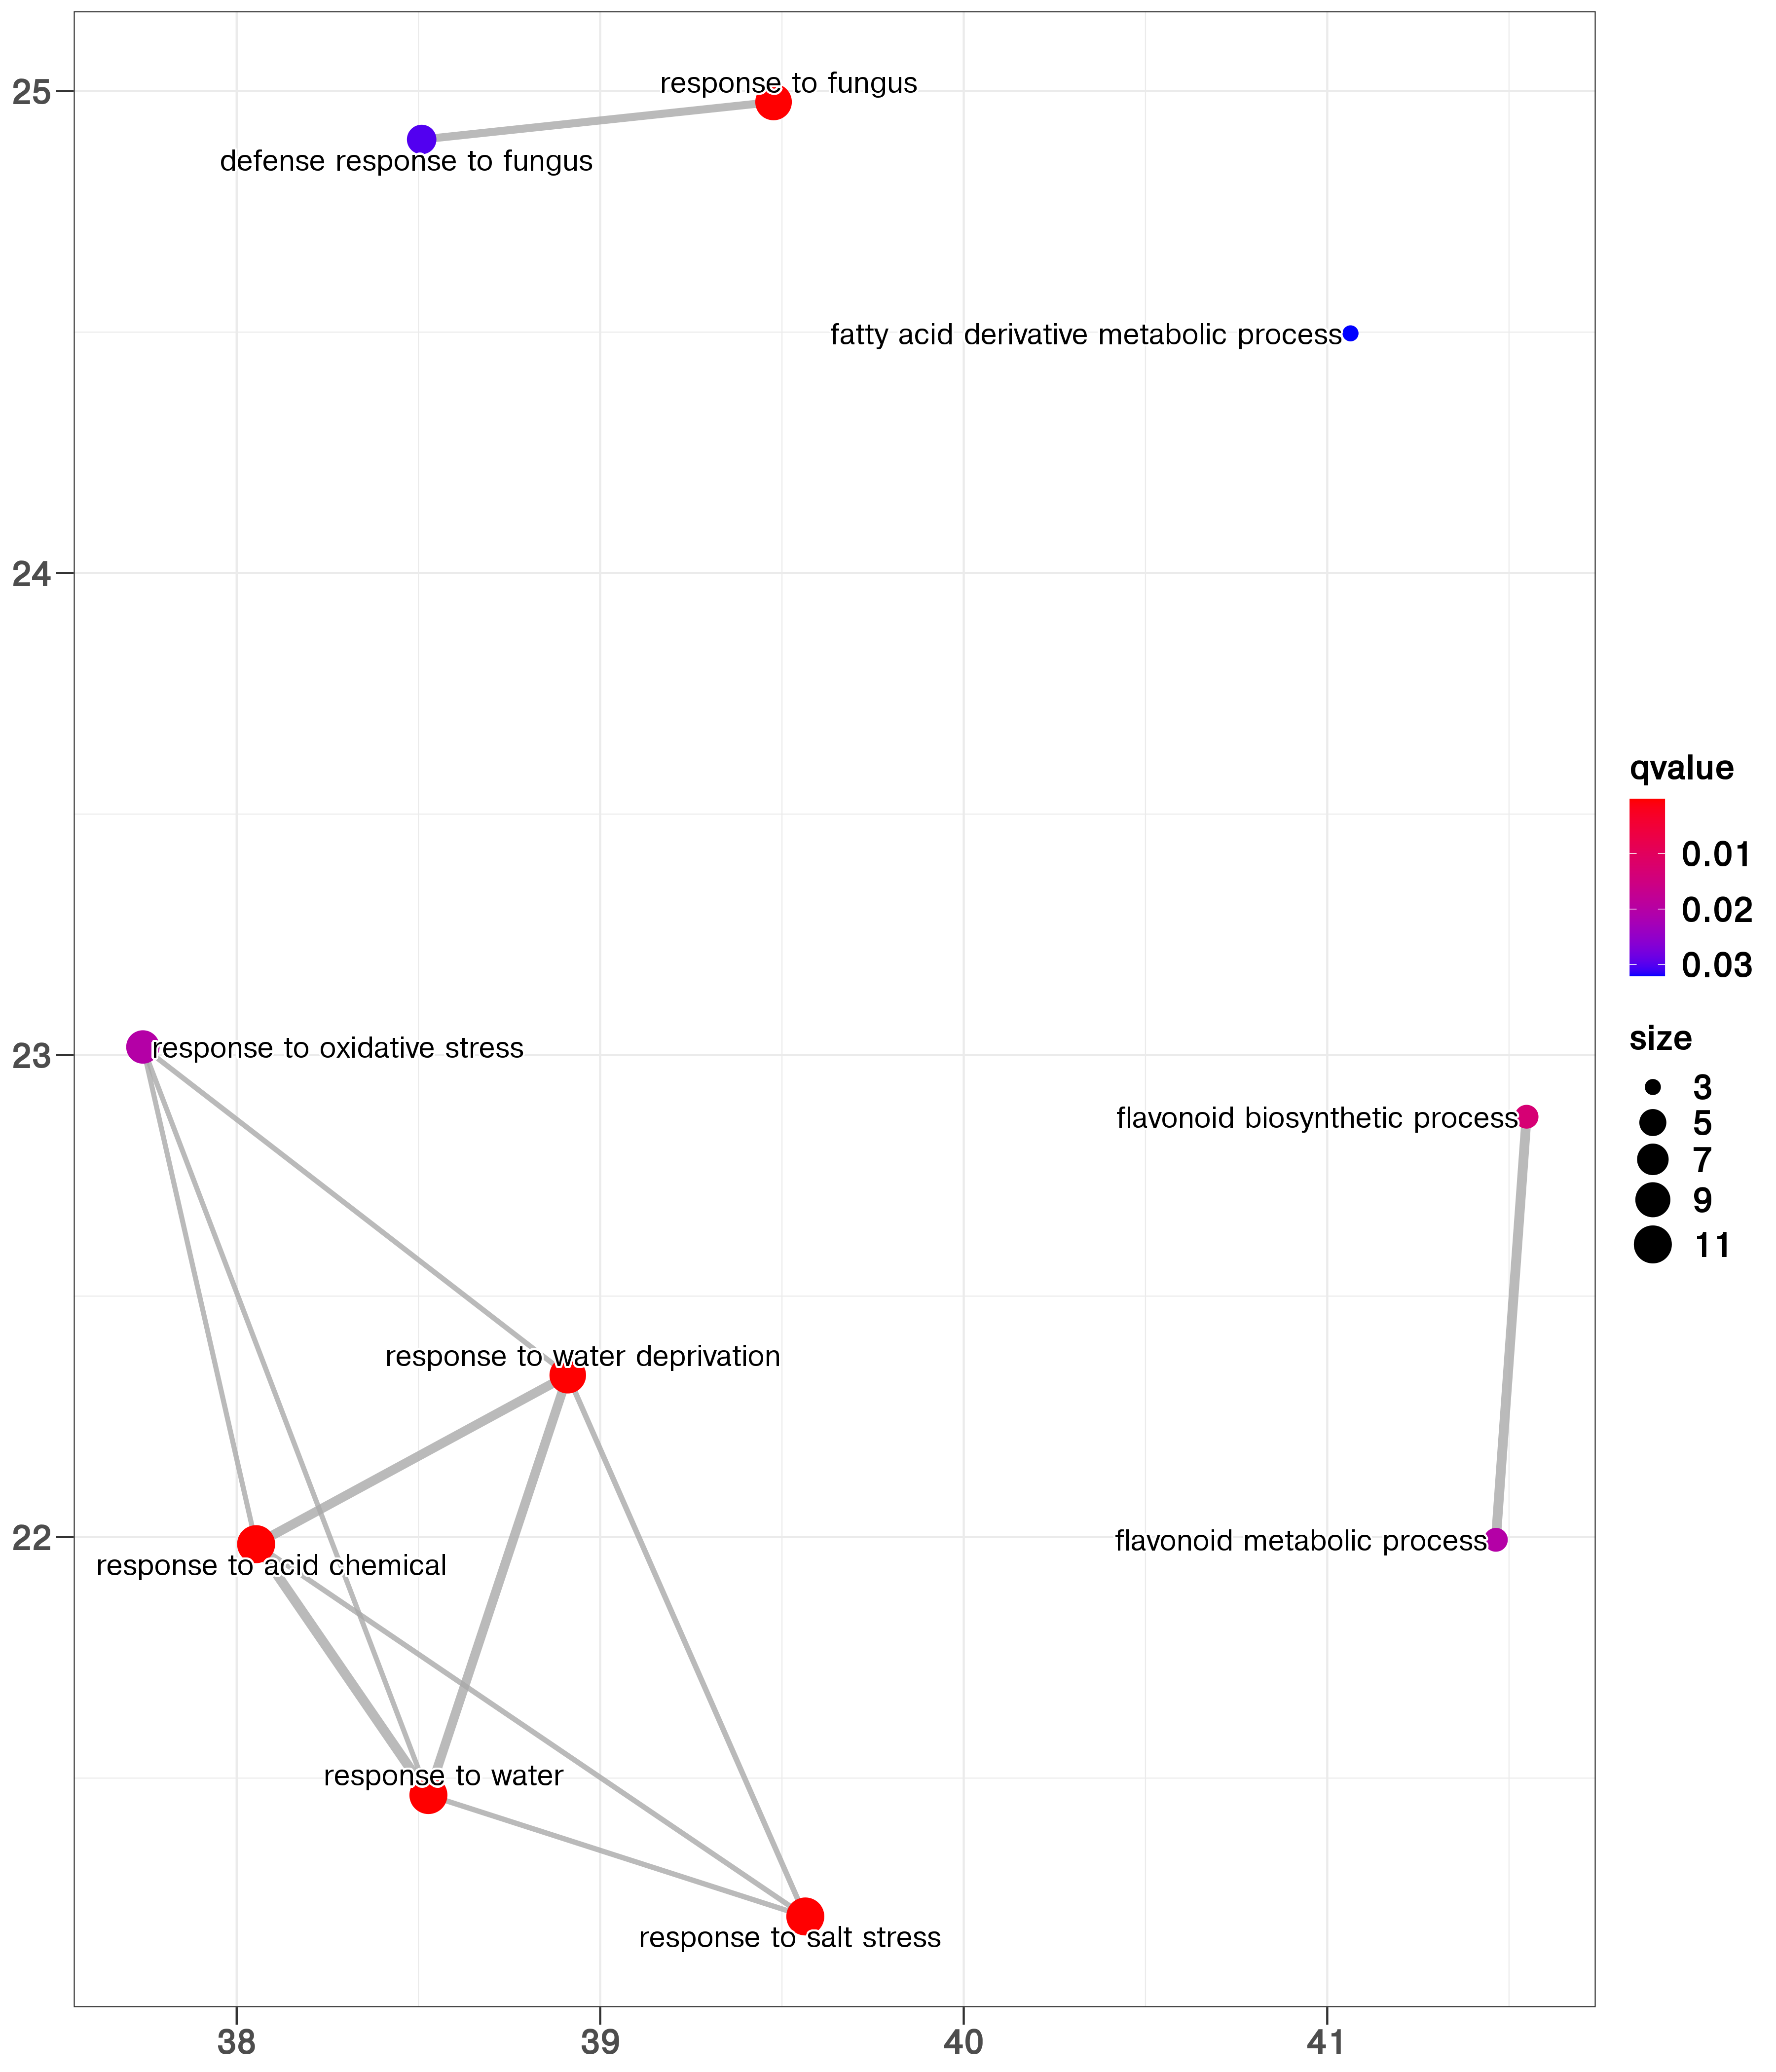 25
response to fungus
defense response to fungus
fatty acid derivative metabolic process
24
qvalue
0.01
0.02
0.03
size
3
5
7
9
11
23
response to oxidative stress
flavonoid biosynthetic process
response to water deprivation
22
flavonoid metabolic process
response to acid chemical
response to water
response to salt stress
38
39
40
41